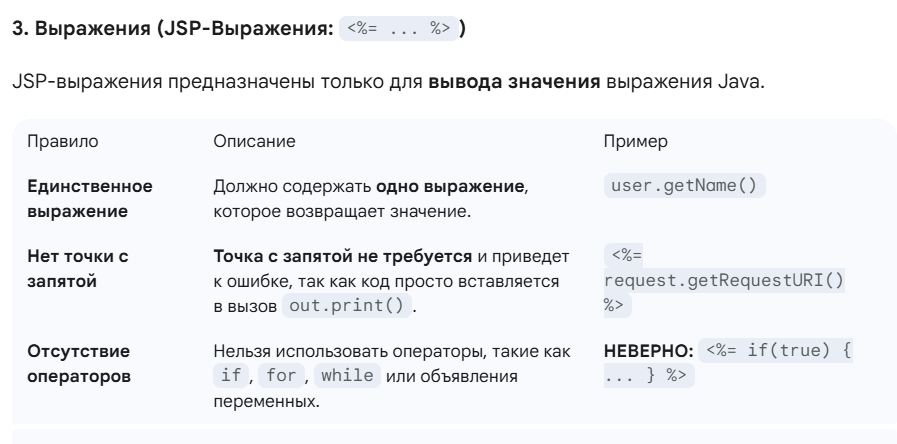 3. Выражения (JSP-Выражения: <%= ... %>)
JSP-выражения предназначены только для вывода значения выражения Java.
Правило Описание Пример
Единственное выражение
Должно содержать одно выражение,
которое возвращает значение.
user.getName()
Нет точки с
запятой
Точка с запятой не требуется и приведет
к ошибке, так как код просто вставляется
в вызов out.print().
<%=
request.getRequestURI()
%>
Отсутствие
операторов
Нельзя использовать операторы, такие как
if, for, while или объявления
переменных.
НЕВЕРНО: <%= if(true) {
... } %>